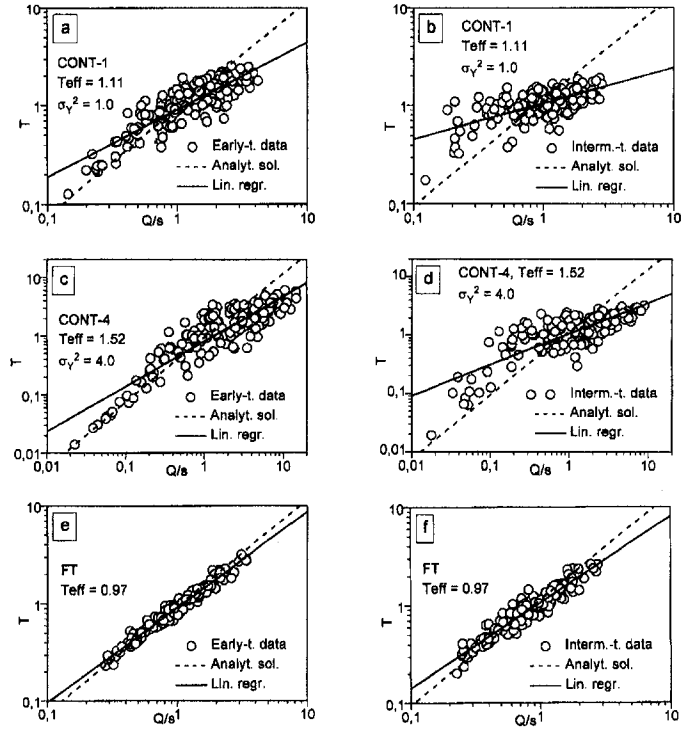 a
CONT-1
Teff = 1.11
σY² = 1.0
Early-t. data
Analyt. sol.
Lin. regr.
T
10
1
0,1
0,1
1
10
Q/s
b
CONT-1
Teff = 1.11
σY² = 1.0
Interm.-t. data
Analyt. sol.
Lin. regr.
T
10
1
0,1
0,1
1
10
Q/s
c
CONT-4
Teff = 1.52
σY² = 4.0
Early-t. data
Analyt. sol.
Lin. regr.
T
10
1
0,1
0,01
0,01
0,1
1
10
Q/s
d
CONT-4, Teff = 1.52
σY² = 4.0
Interm.-t. data
Analyt. sol.
Lin. regr.
T
10
1
0,1
0,01
0,01
0,1
1
10
Q/s
e
FT
Teff = 0.97
Early-t. data
Analyt. sol.
Lin. regr.
T
10
1
0,1
0,1
1
10
Q/s
f
FT
Teff = 0.97
Interm.-t. data
Analyt. sol.
Lin. regr.
T
10
1
0,1
0,1
1
10
Q/s